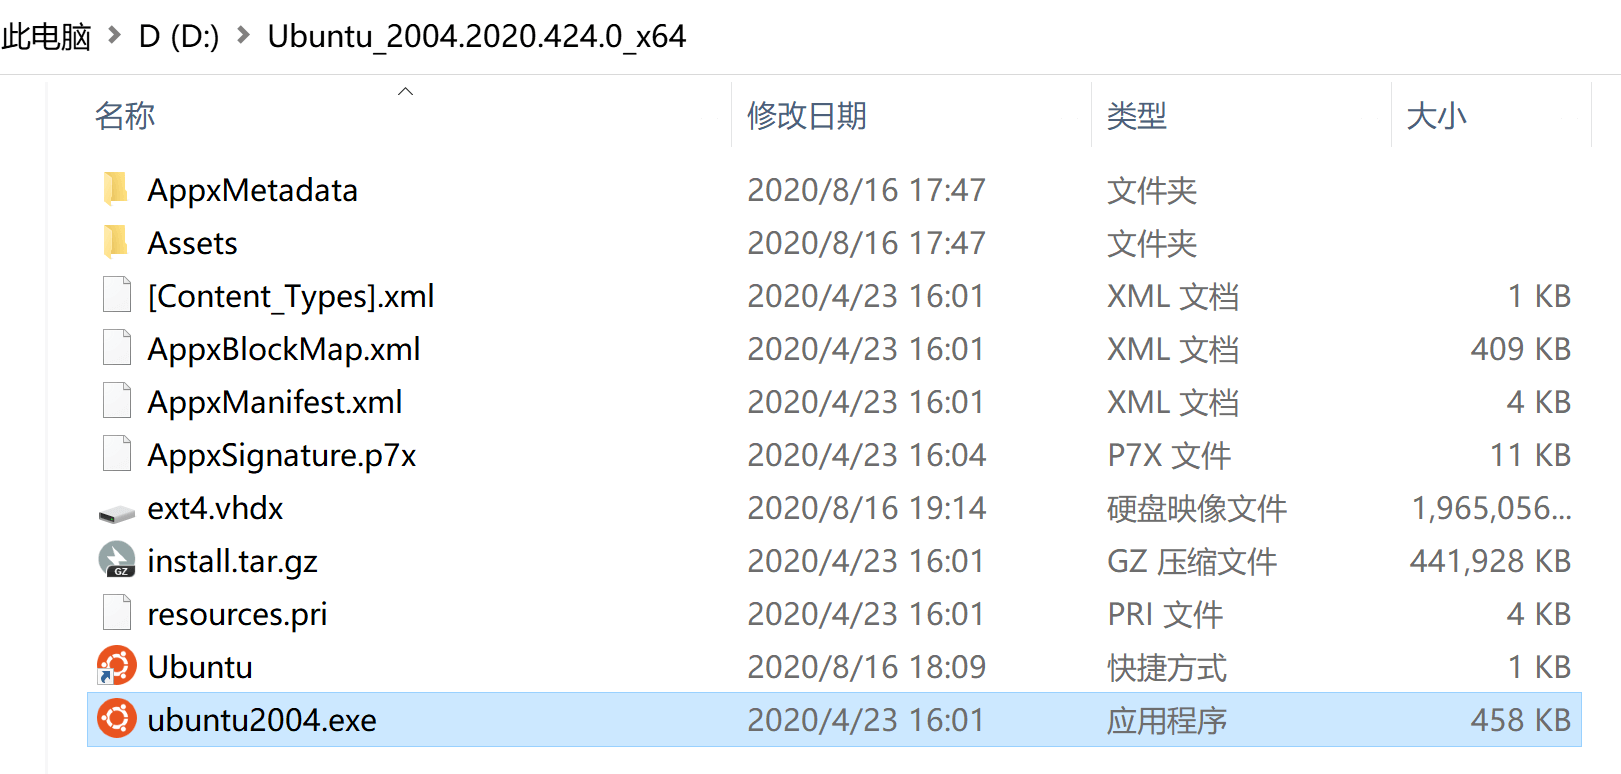 此电脑 > D (D:) > Ubuntu_2004.2020.424.0_x64
名称 修改日期 类型 大小
AppxMetadata 2020/8/16 17:47 文件夹
Assets 2020/8/16 17:47 文件夹
[Content_Types].xml 2020/4/23 16:01 XML 文档 1 KB
AppxBlockMap.xml 2020/4/23 16:01 XML 文档 409 KB
AppxManifest.xml 2020/4/23 16:01 XML 文档 4 KB
AppxSignature.p7x 2020/4/23 16:04 P7X 文件 11 KB
ext4.vhdx 2020/8/16 19:14 硬盘映像文件 1,965,056...
GZ install.tar.gz 2020/4/23 16:01 GZ 压缩文件 441,928 KB
resources.pri 2020/4/23 16:01 PRI 文件 4 KB
Ubuntu 2020/8/16 18:09 快捷方式 1 KB
ubuntu2004.exe 2020/4/23 16:01 应用程序 458 KB